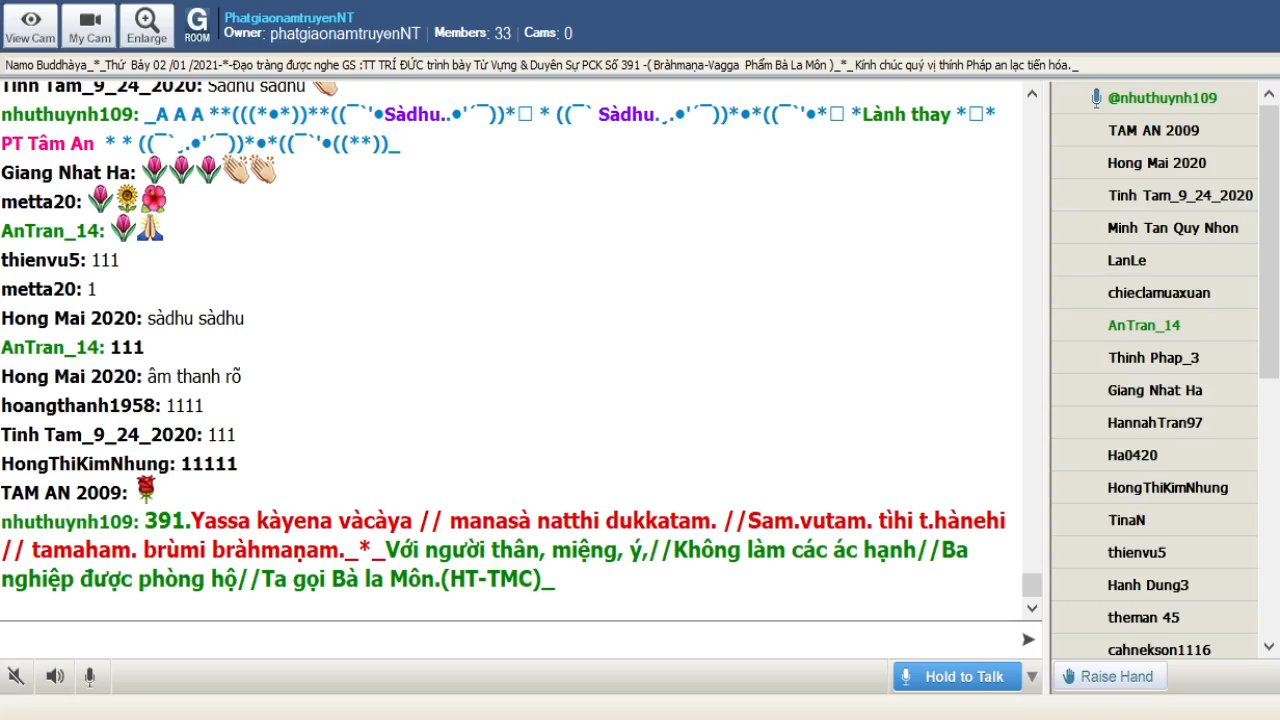 View Cam
My Cam
Enlarge
G
ROOM
PhatgiaonamtruyenNT
Owner: phatgiaonamtruyenNT | Members: 33 | Cams: 0
Namo Buddhàya_*_Thứ Bảy 02 /01 /2021-*-Đạo tràng được nghe GS :TT TRÍ ĐỨC trình bày Từ Vựng & Duyên Sự PCK Số 391 -( Bràhmaṇa-Vagga Phẩm Bà La Môn )_*_ Kính chúc quý vị thính Pháp an lạc tiến hóa._
Tinh Tam_9_24_2020: Sadhu sadhu
nhuthuynh109: _A A A **(((*•*))**((¯`'•Sàdhu..•'´¯))*□ * ((¯` Sàdhu.¸.•'´¯))*•*((¯`'•*□ *Lành thay *□*
PT Tâm An * * ((¯`¸.•'´¯))*•*((¯`'•((**))_
Giang Nhat Ha: 🌷🌷🌷👏👏
metta20: 🌷🌻🌺
AnTran_14: 🌷🙏
thienvu5: 111
metta20: 1
Hong Mai 2020: sàdhu sàdhu
AnTran_14: 111
Hong Mai 2020: âm thanh rõ
hoangthanh1958: 1111
Tinh Tam_9_24_2020: 111
HongThiKimNhung: 11111
TAM AN 2009: 🌹
nhuthuynh109: 391.Yassa kàyena vàcàya // manasà natthi dukkatam. //Sam.vutam. tìhi t.hànehi
// tamaham. brùmi bràhmaṇam._*_Với người thân, miệng, ý,//Không làm các ác hạnh//Ba
nghiệp được phòng hộ//Ta gọi Bà la Môn.(HT-TMC)_
Hold to Talk
@nhuthuynh109
TAM AN 2009
Hong Mai 2020
Tinh Tam_9_24_2020
Minh Tan Quy Nhon
LanLe
chieclamuaxuan
AnTran_14
Thinh Phap_3
Giang Nhat Ha
HannahTran97
Ha0420
HongThiKimNhung
TinaN
thienvu5
Hanh Dung3
theman 45
cahnekson1116
Raise Hand